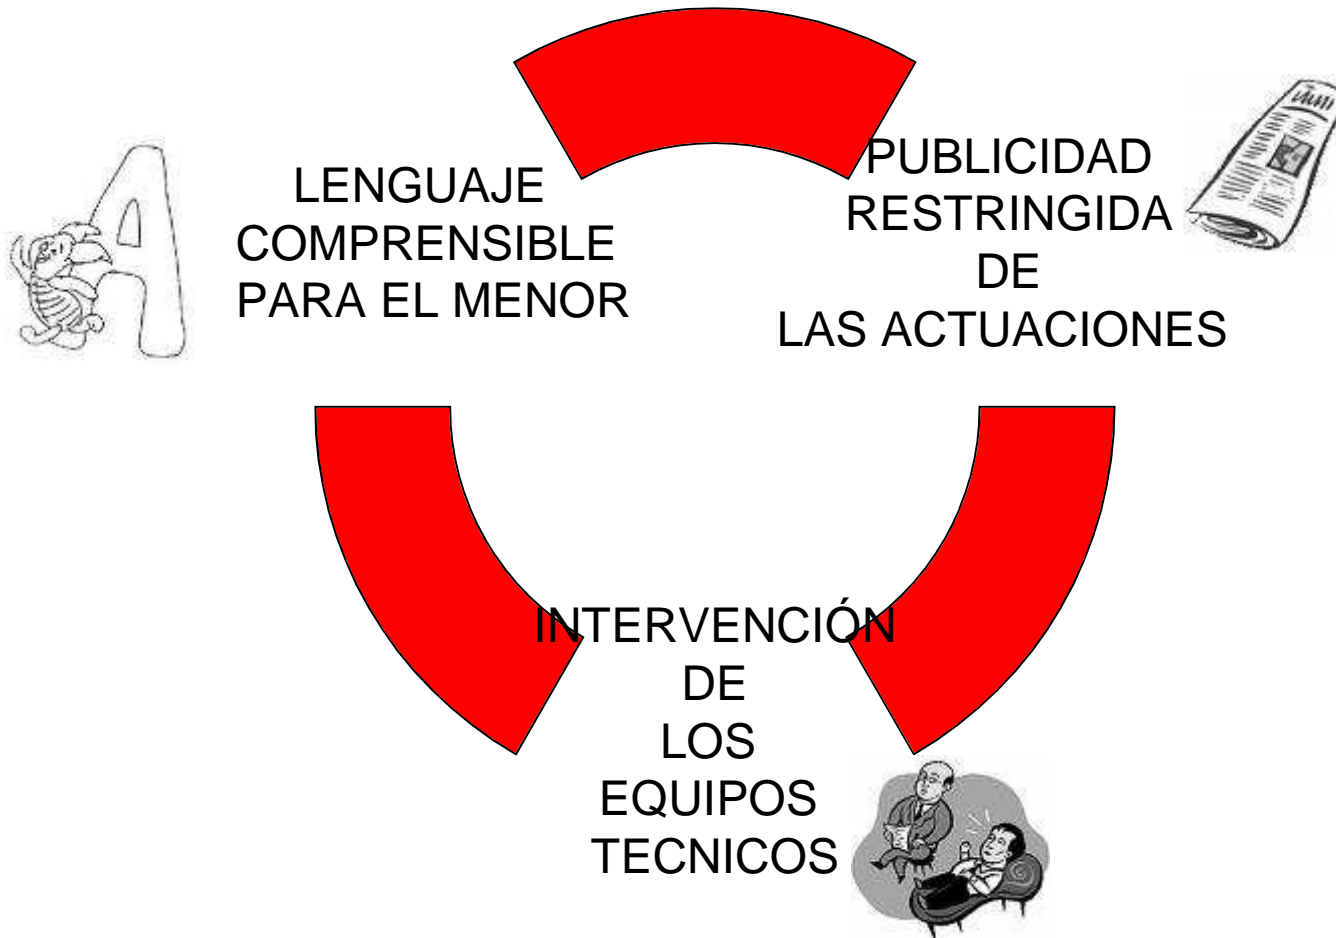 LENGUAJE
COMPRENSIBLE
PARA EL MENOR
PUBLICIDAD
RESTRINGIDA
DE
LAS ACTUACIONES
INTERVENCIÓN
DE
LOS
EQUIPOS
TECNICOS
A